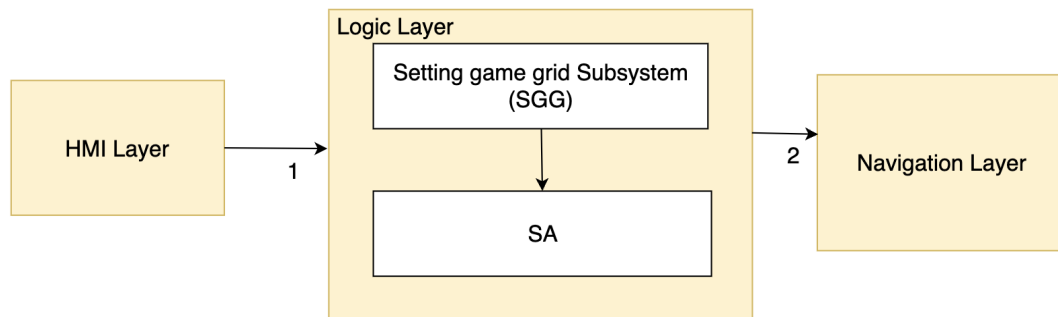 Logic Layer
Setting game grid Subsystem
(SGG)
HMI Layer
1
2
Navigation Layer
SA